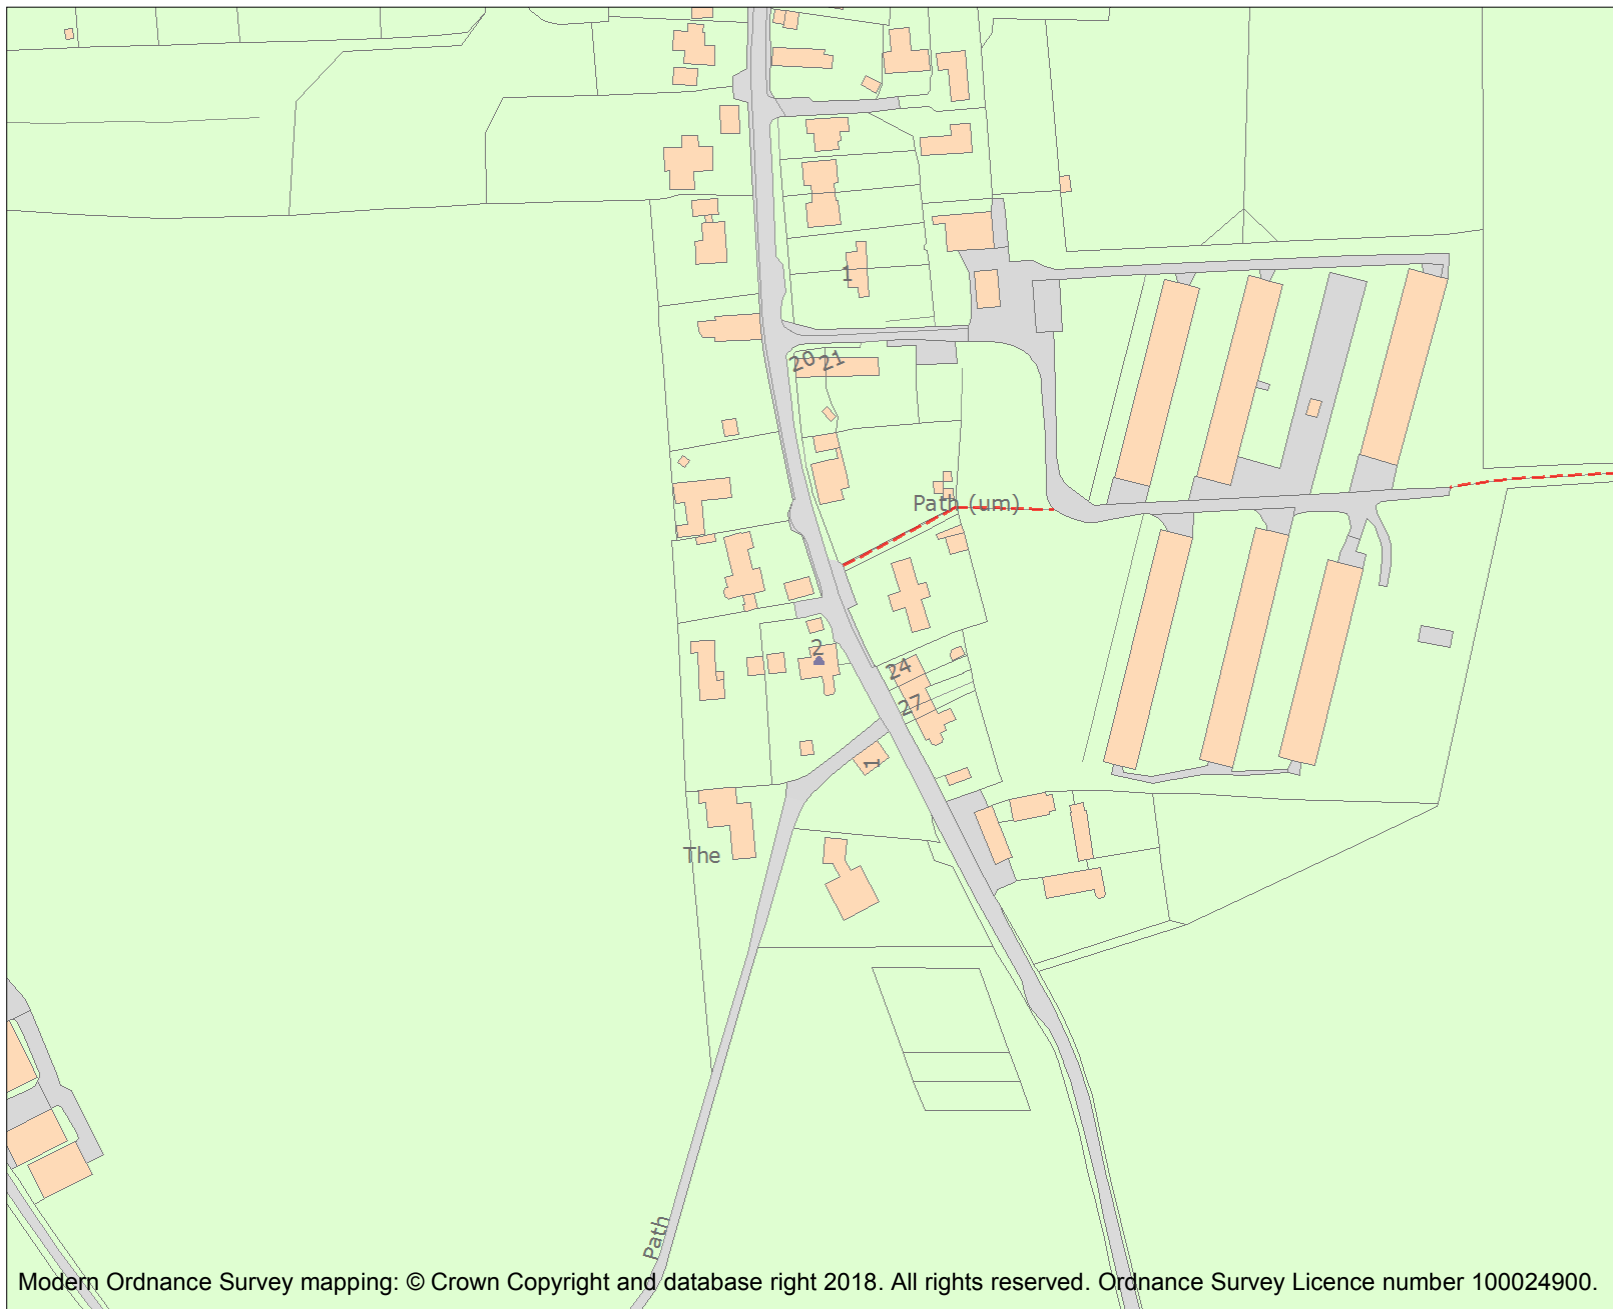 1
20 21
Path (um)
2
24
27
1
The
Path
Modern Ordnance Survey mapping: © Crown Copyright and database right 2018. All rights reserved. Ordnance Survey Licence number 100024900.